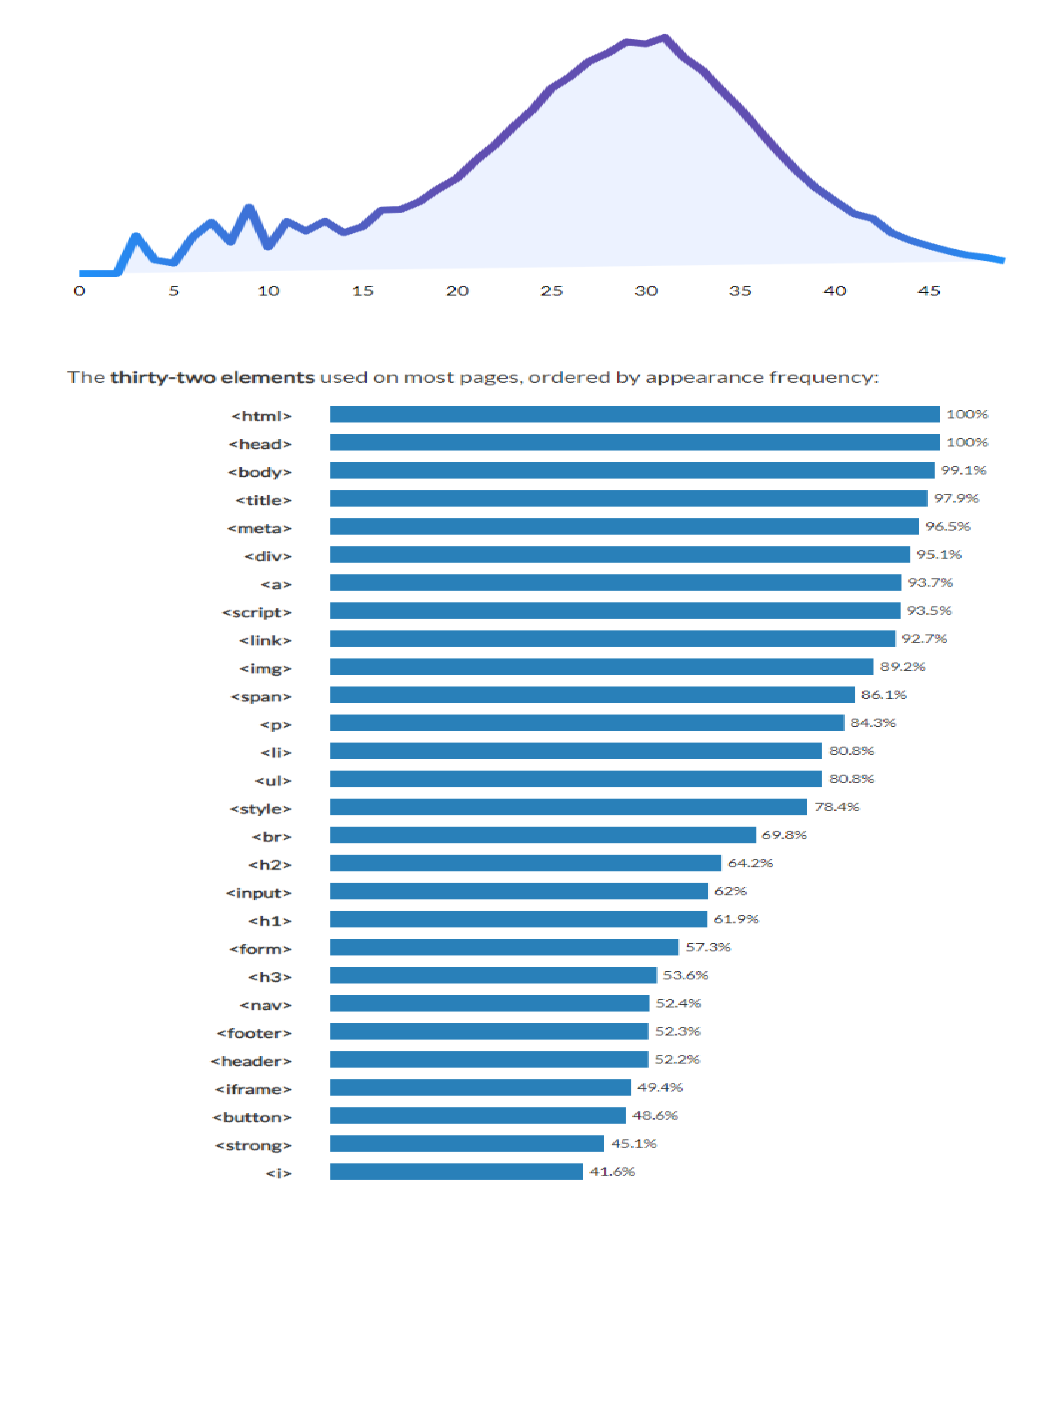 0 5 10 15 20 25 30 35 40 45
The thirty-two elements used on most pages, ordered by appearance frequency:
<html> 100%
<head> 100%
<body> 99.1%
<title> 97.9%
<meta> 96.5%
<div> 95.1%
<a> 93.7%
<script> 93.5%
<link> 92.7%
<img> 89.2%
<span> 86.1%
<p> 84.3%
<li> 80.8%
<ul> 80.8%
<style> 78.4%
<br> 69.8%
<h2> 64.2%
<input> 62%
<h1> 61.9%
<form> 57.3%
<h3> 53.6%
<nav> 52.4%
<footer> 52.3%
<header> 52.2%
<iframe> 49.4%
<button> 48.6%
<strong> 45.1%
<i> 41.6%